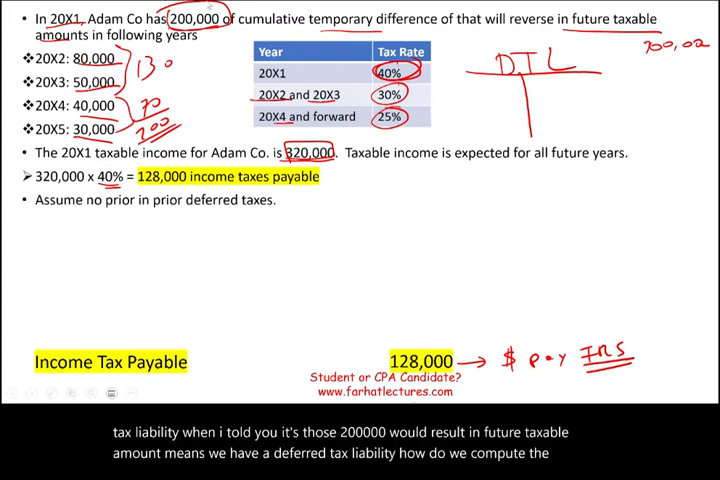 • In 20X1, Adam Co has 200,000 of cumulative temporary difference of that will reverse in future taxable
amounts in following years
❖20X2: 80,000
❖20X3: 50,000
130
❖20X4: 40,000
70
❖20X5: 30,000
200
Year Tax Rate
20X1 40%
20X2 and 20X3 30%
20X4 and forward 25%
DTL
• The 20X1 taxable income for Adam Co. is 320,000. Taxable income is expected for all future years.
➢ 320,000 x 40% = 128,000 income taxes payable
• Assume no prior in prior deferred taxes.
Income Tax Payable 128,000 → $ pay IRS
Student or CPA Candidate?
www.farhatlectures.com
tax liability when i told you it's those 200000 would result in future taxable
amount means we have a deferred tax liability how do we compute the